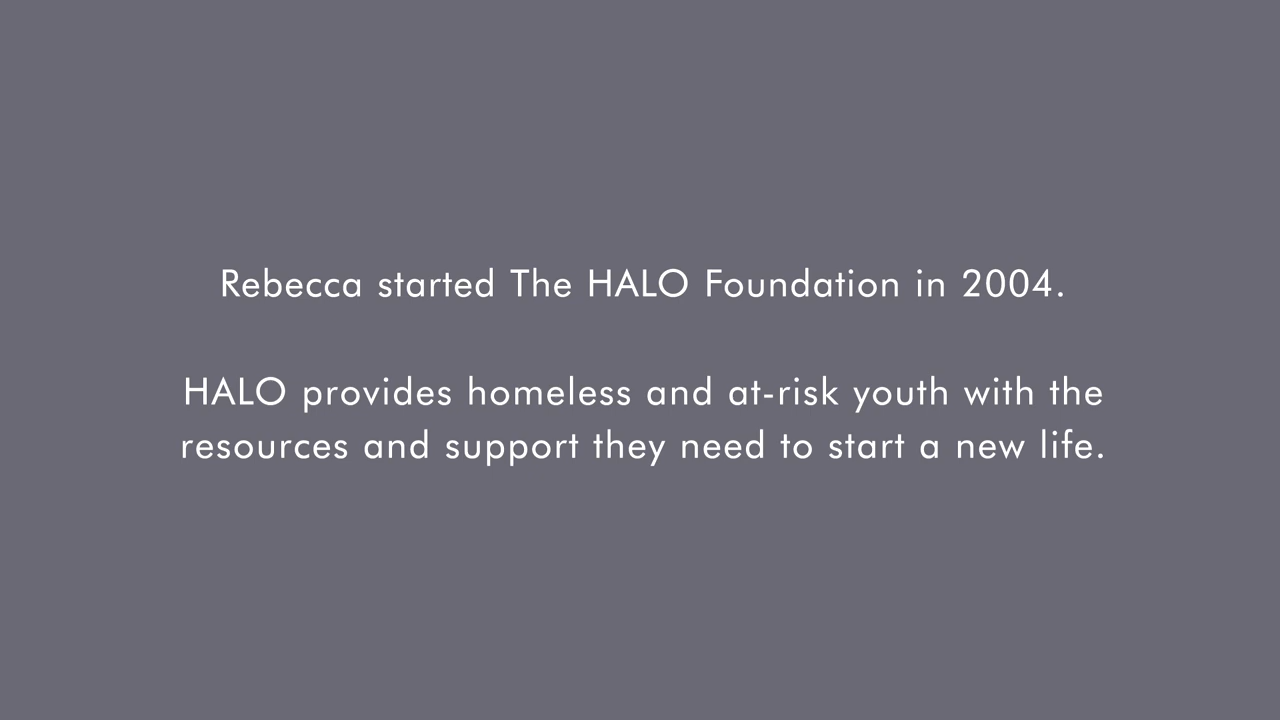 Rebecca started The HALO Foundation in 2004.
HALO provides homeless and at-risk youth with the
resources and support they need to start a new life.